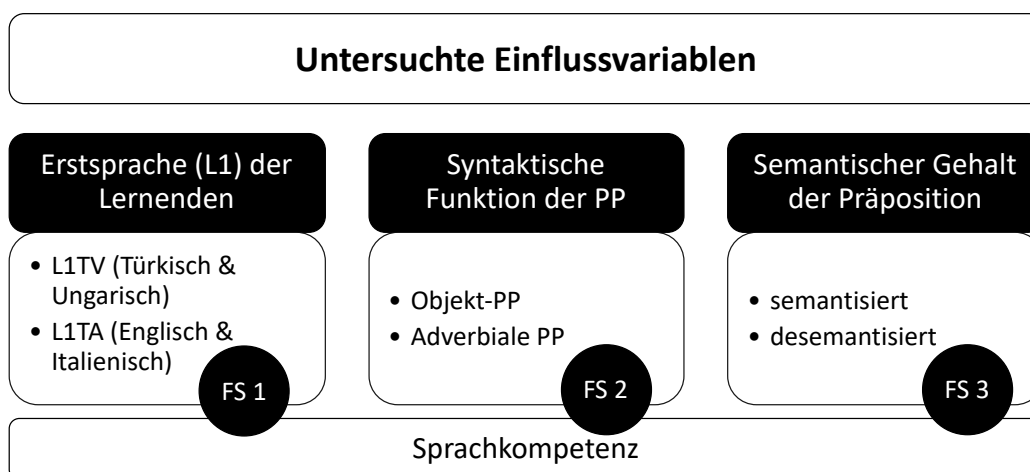 Untersuchte Einflussvariablen
Erstsprache (L1) der
Lernenden
• L1TV (Türkisch &
Ungarisch)
• L1TA (Englisch &
Italienisch)
FS 1
Syntaktische
Funktion der PP
• Objekt-PP
• Adverbiale PP
FS 2
Semantischer Gehalt
der Präposition
• semantisiert
• desemantisiert
FS 3
Sprachkompetenz